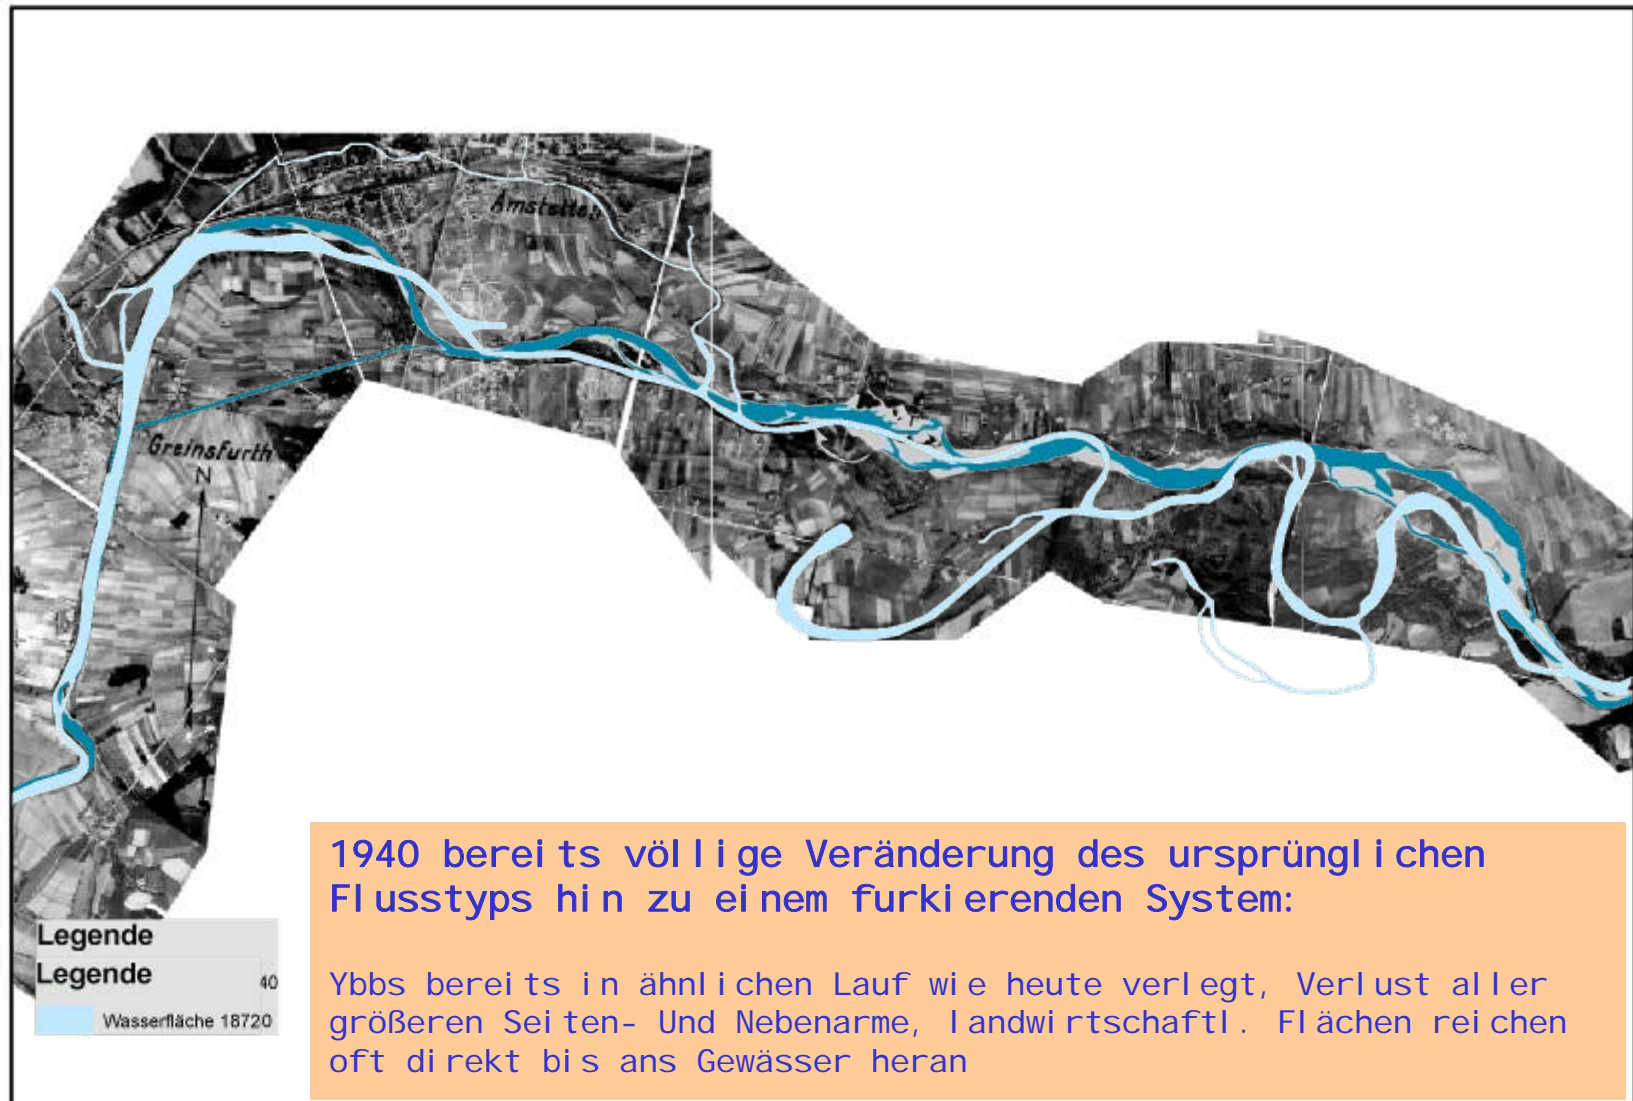 Amstetten
Greinsfurth
N
1940 bereits völlige Veränderung des ursprünglichen
Flusstyps hin zu einem furkierenden System:
Ybbs bereits in ähnlichen Lauf wie heute verlegt, Verlust aller
größeren Seiten- Und Nebenarme, landwirtschaftl. Flächen reichen
oft direkt bis ans Gewässer heran
Legende
Legende
40
Wasserfläche 18720